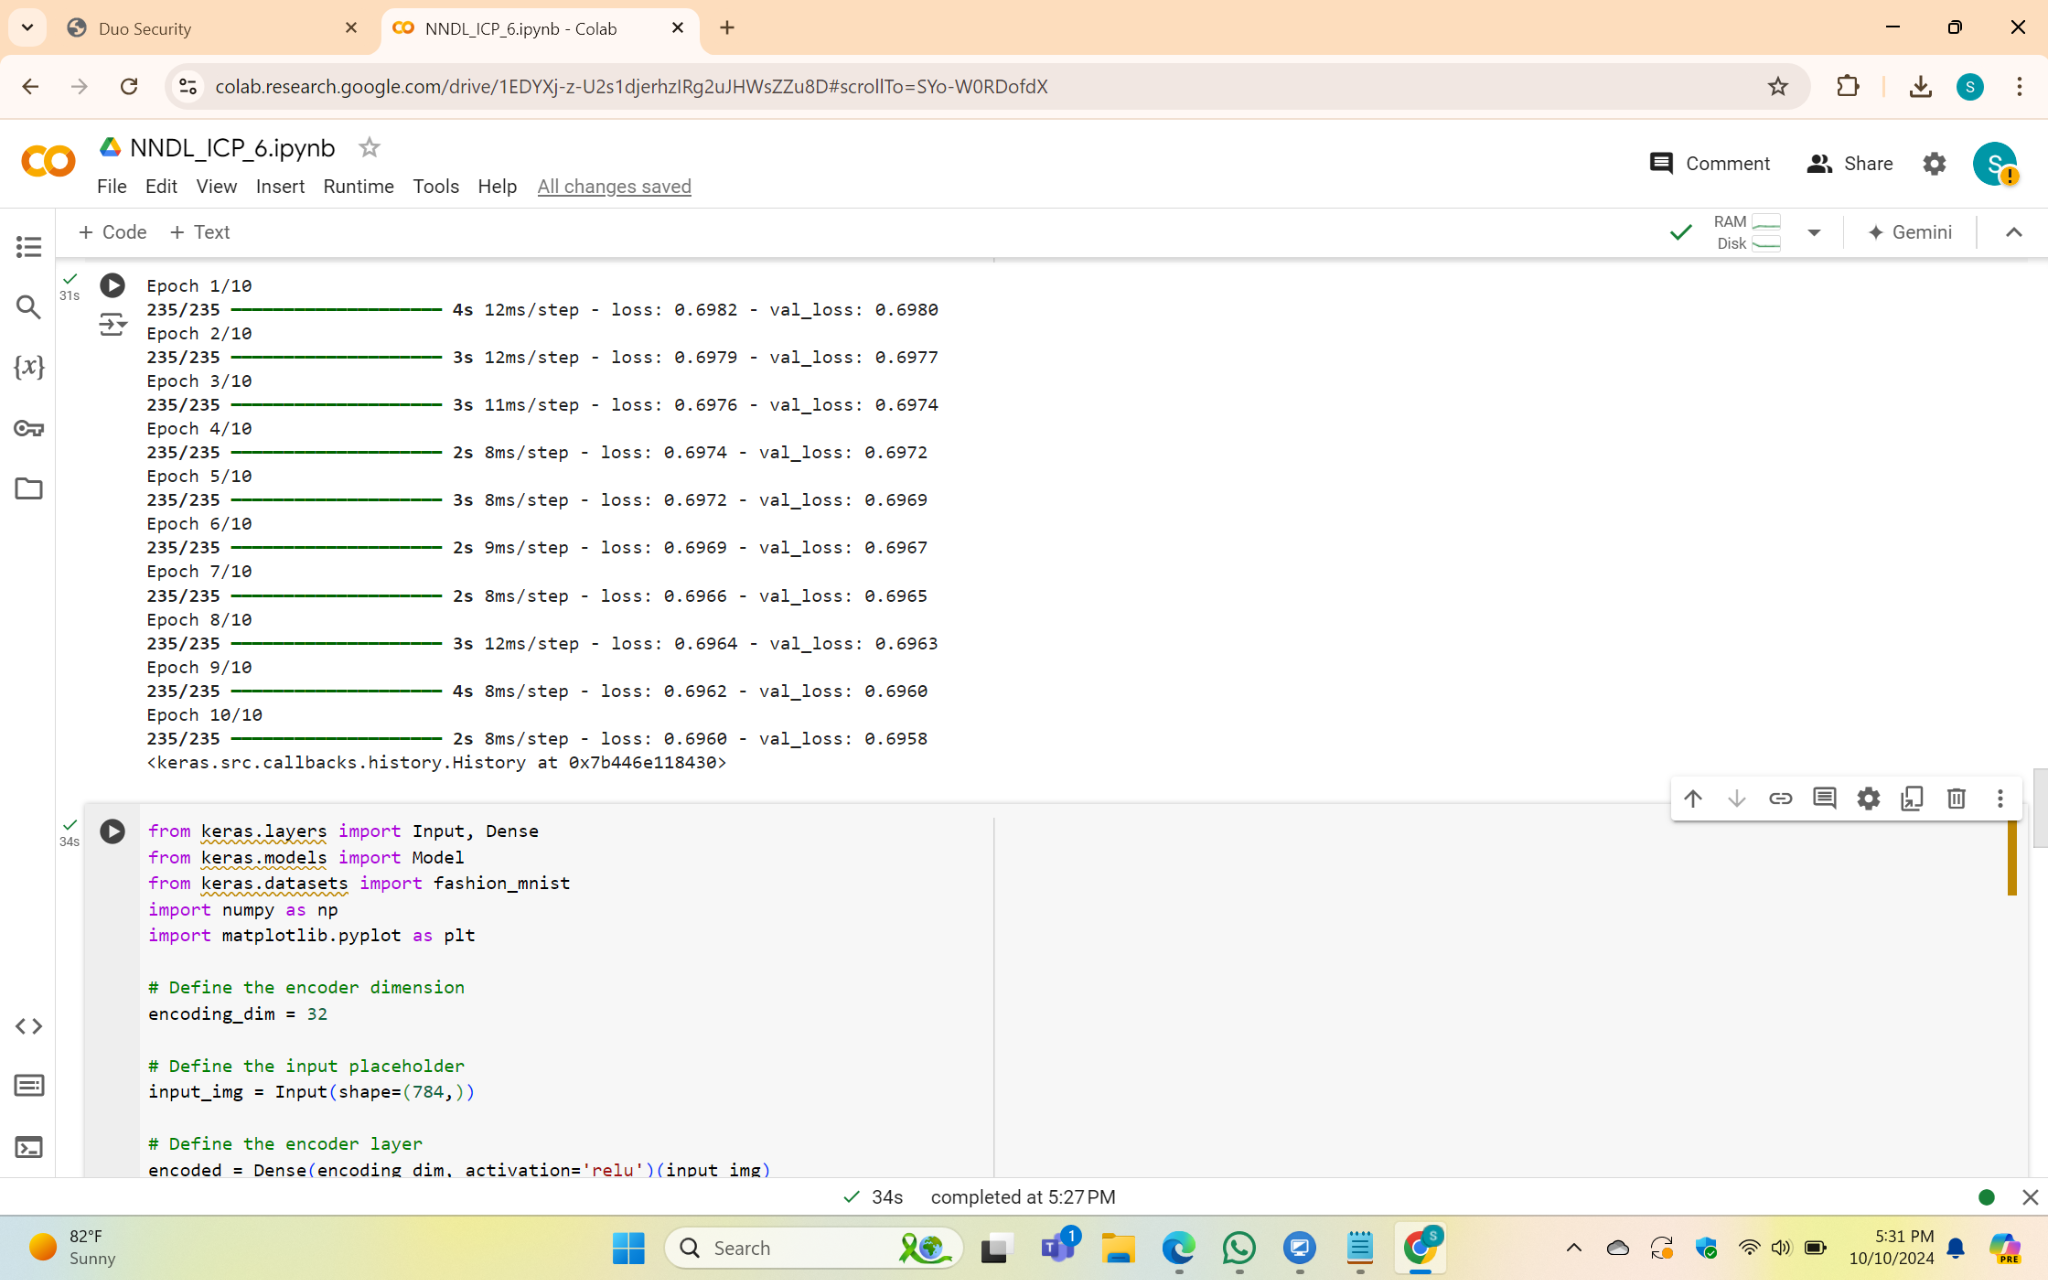 Duo Security
NNDL_ICP_6.ipynb - Colab
colab.research.google.com/drive/1EDYXj-z-U2s1djerhzIRg2uJHWsZZu8D#scrollTo=SYo-W0RDofdX
S
NNDL_ICP_6.ipynb
File Edit View Insert Runtime Tools Help All changes saved
Comment
Share
S
+ Code + Text
RAM
Disk
Gemini
31s
Epoch 1/10
235/235 4s 12ms/step - loss: 0.6982 - val_loss: 0.6980
Epoch 2/10
235/235 3s 12ms/step - loss: 0.6979 - val_loss: 0.6977
Epoch 3/10
235/235 3s 11ms/step - loss: 0.6976 - val_loss: 0.6974
Epoch 4/10
235/235 2s 8ms/step - loss: 0.6974 - val_loss: 0.6972
Epoch 5/10
235/235 3s 8ms/step - loss: 0.6972 - val_loss: 0.6969
Epoch 6/10
235/235 2s 9ms/step - loss: 0.6969 - val_loss: 0.6967
Epoch 7/10
235/235 2s 8ms/step - loss: 0.6966 - val_loss: 0.6965
Epoch 8/10
235/235 3s 12ms/step - loss: 0.6964 - val_loss: 0.6963
Epoch 9/10
235/235 4s 8ms/step - loss: 0.6962 - val_loss: 0.6960
Epoch 10/10
235/235 2s 8ms/step - loss: 0.6960 - val_loss: 0.6958
<keras.src.callbacks.history.History at 0x7b446e118430>
34s
from keras.layers import Input, Dense
from keras.models import Model
from keras.datasets import fashion_mnist
import numpy as np
import matplotlib.pyplot as plt
# Define the encoder dimension
encoding_dim = 32
# Define the input placeholder
input_img = Input(shape=(784,))
# Define the encoder layer
encoded = Dense(encoding_dim, activation='relu')(input_img)
34s completed at 5:27 PM
82°F
Sunny
Search
1
S
5:31 PM
10/10/2024
PRE